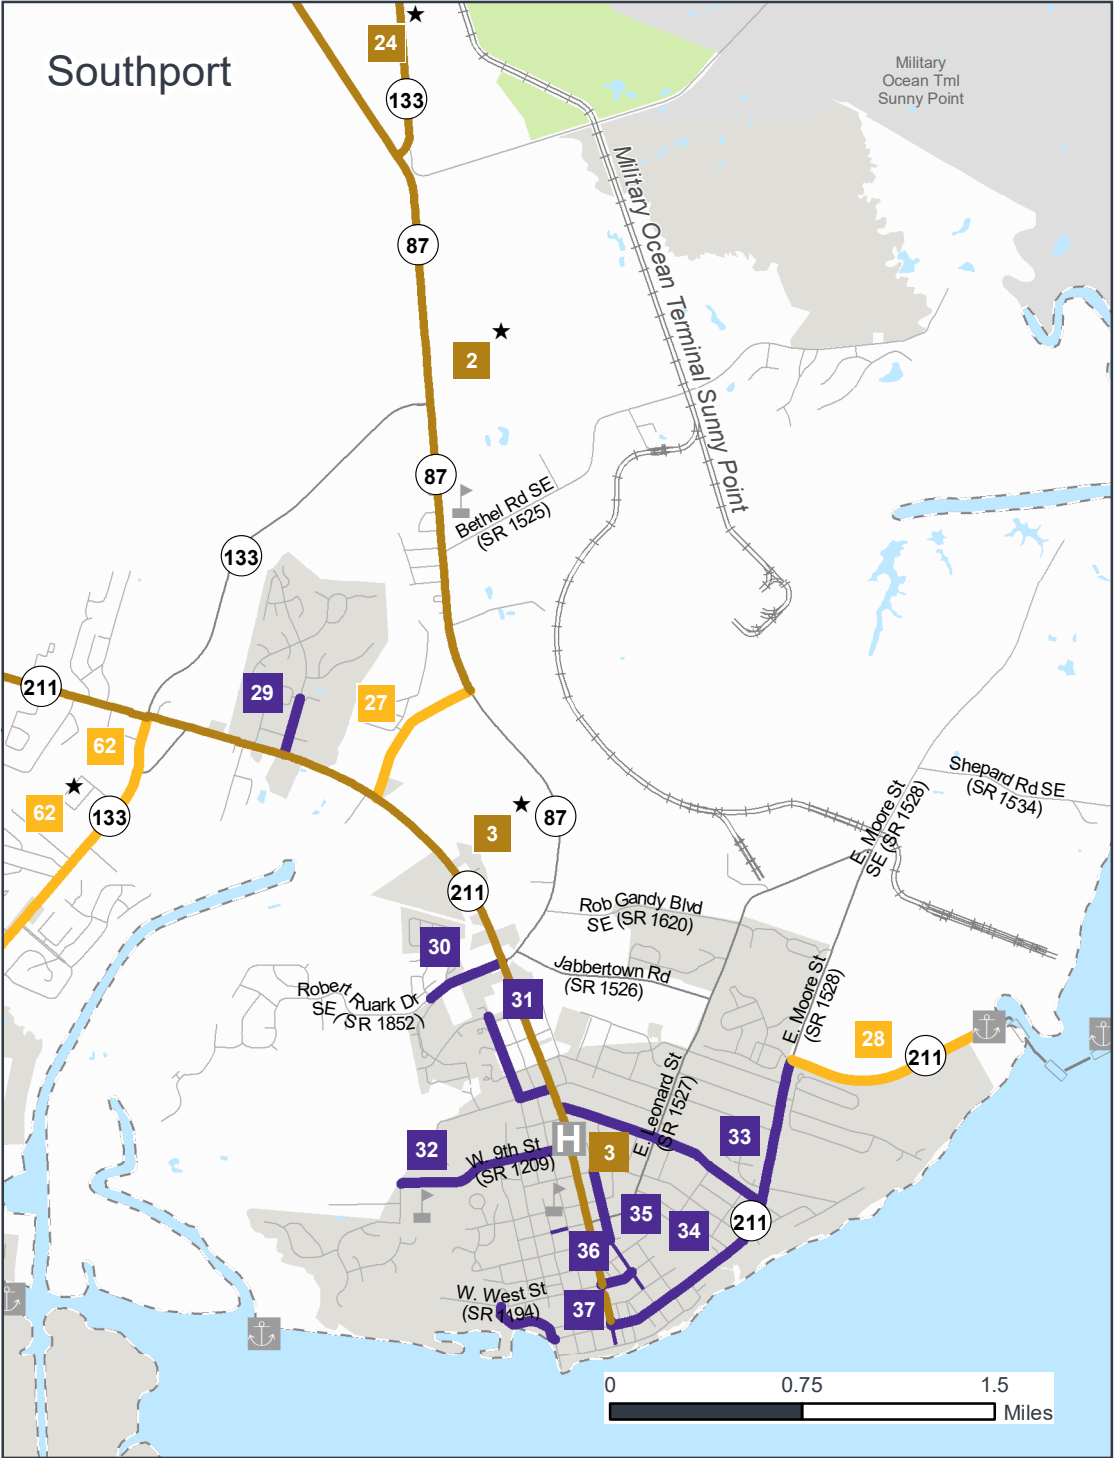 Southport
24
133
Military
Ocean Tml
Sunny Point
Military Ocean Terminal Sunny Point
87
2
87
Bethel Rd SE
(SR 1525)
133
211
29
27
62
62
133
3
87
Shepard Rd SE
(SR 1534)
E. Moore St
SE (SR 1528)
211
Rob Gandy Blvd
SE (SR 1620)
30
Jabbertown Rd
(SR 1526)
Robert Ruark Dr
SE (SR 1852)
31
E. Moore St
(SR 1528)
28
211
E. Leonard St
(SR 1527)
33
H
3
32
W. 9th St
(SR 1209)
35
34
211
36
W. West St
(SR 1194)
37
0 0.75 1.5
Miles